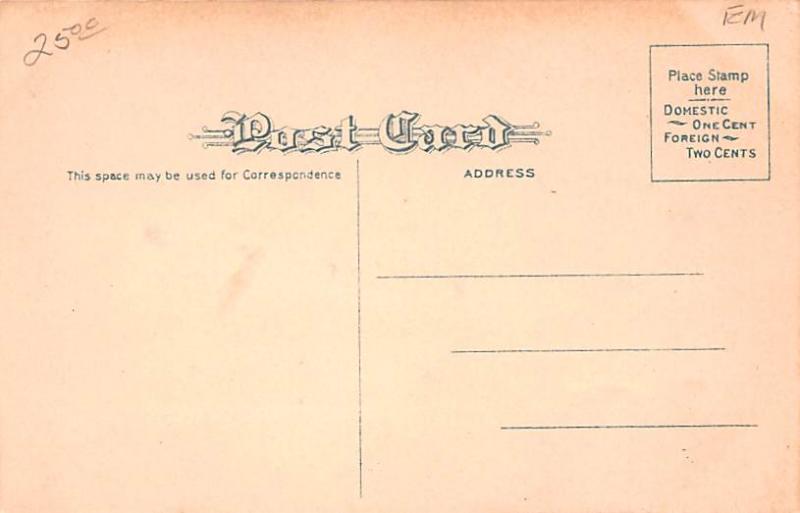 25.00
EM
Place Stamp
here
DOMESTIC
ONE CENT
FOREIGN
TWO CENTS
Post Card
This space may be used for Correspondence
ADDRESS